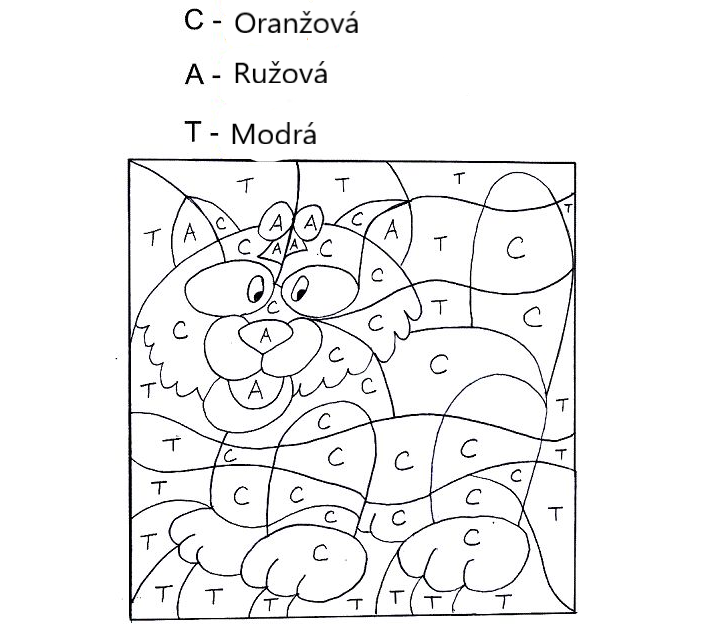 C - Oranžová
A - Ružová
T - Modrá
T T T T
T A C A A C A T C
C A A C
C C T C
C A C C
T A C C T
T C C C C T
T C C C C C T
T C C C T
T T T T T T T